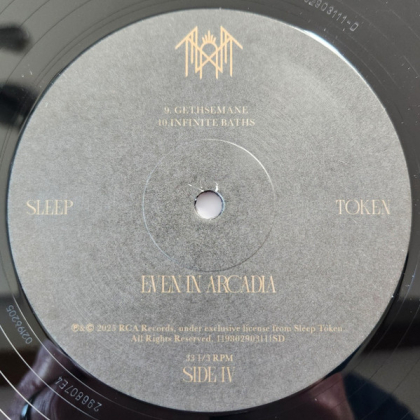 9. GETHSEMANE
10. INFINITE BATHS
SLEEP
TOKEN
EVEN IN ARCADIA
℗&© 2025 RCA Records, under exclusive license from Sleep Token.
All Rights Reserved. 19802803111SD
33 1/3 RPM
SIDE IV